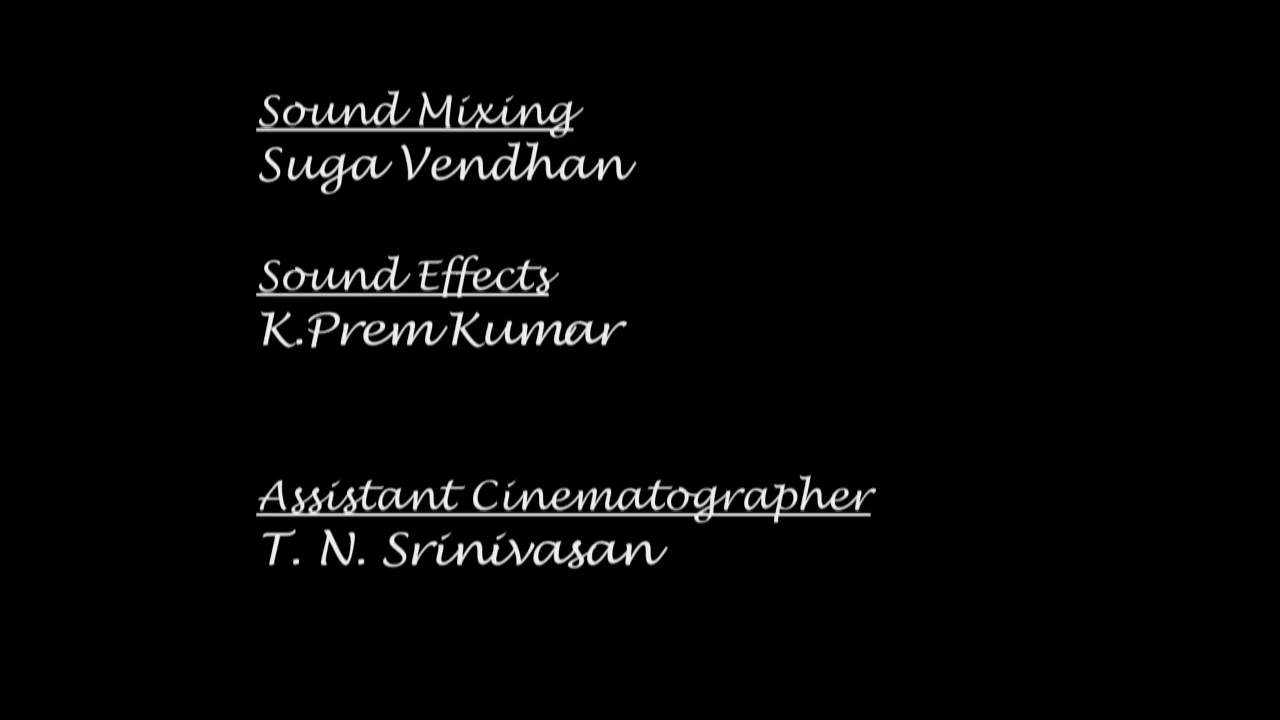 Sound Mixing
Suga Vendhan
Sound Effects
K.Prem Kumar
Assistant Cinematographer
T. N. Srinivasan